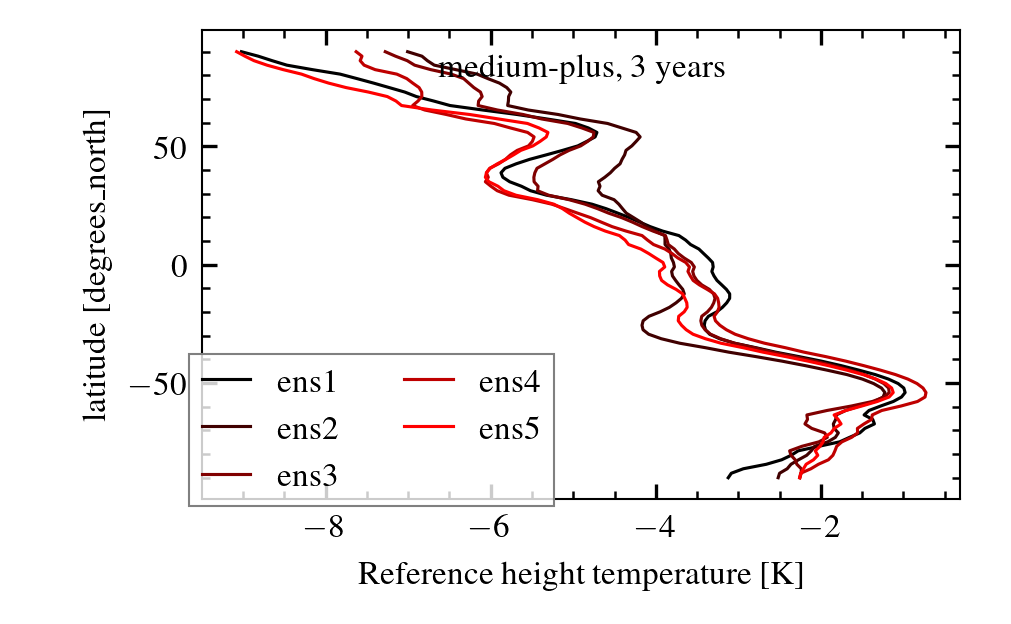 medium-plus, 3 years
latitude [degrees_north]
50
0
−50
ens1
ens2
ens3
ens4
ens5
−8
−6
−4
−2
Reference height temperature [K]